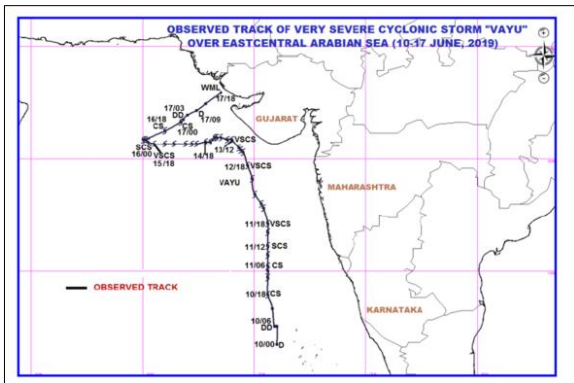 OBSERVED TRACK OF VERY SEVERE CYCLONIC STORM "VAYU"
OVER EASTCENTRAL ARABIAN SEA (10-17 JUNE, 2019)
WML
17/18
17/03
DD
D
17/09
16/18
CS
CS
17/00
GUJARAT
SCS
16/00
VSCS
15/18
14/18
13/12
VSCS
12/18
VSCS
VAYU
MAHARASHTRA
11/18
VSCS
11/12
SCS
11/06
CS
10/18
CS
OBSERVED TRACK
KARNATAKA
10/06
DD
10/00
D